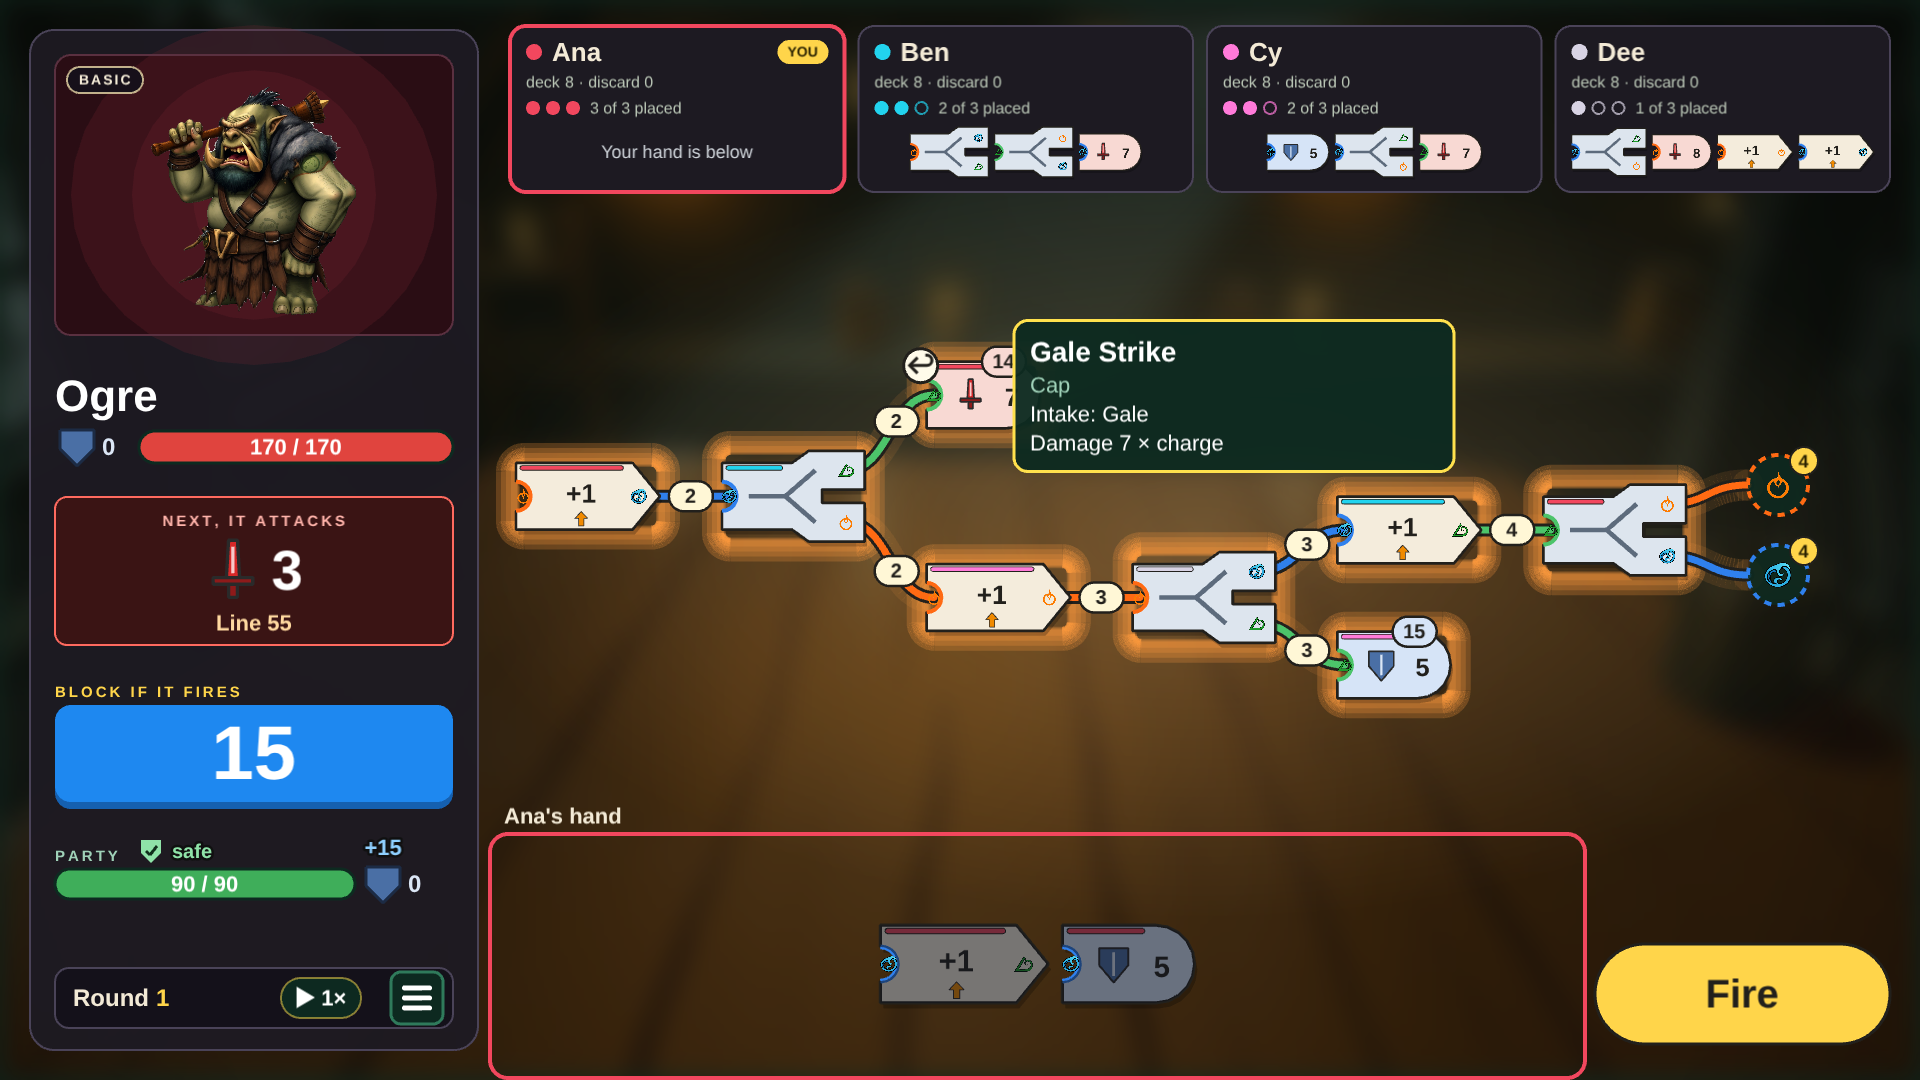 BASIC
Ogre
0
170 / 170
NEXT, IT ATTACKS
3
Line 55
BLOCK IF IT FIRES
15
PARTY
safe
+15
90 / 90
0
Round 1
1×
Ana
YOU
deck 8 · discard 0
3 of 3 placed
Your hand is below
Ben
deck 8 · discard 0
2 of 3 placed
7
Cy
deck 8 · discard 0
2 of 3 placed
5
7
Dee
deck 8 · discard 0
1 of 3 placed
8
+1
+1
14
2
Gale Strike
Cap
Intake: Gale
Damage 7 × charge
+1
2
2
+1
3
3
+1
4
4
4
3
15
5
Ana's hand
+1
5
Fire